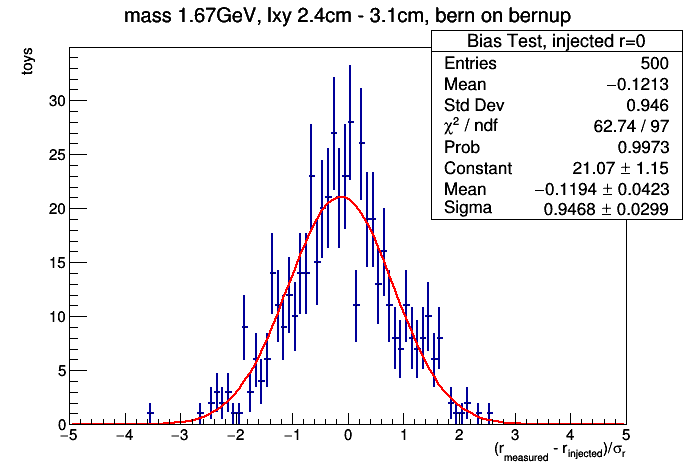 mass 1.67GeV, lxy 2.4cm - 3.1cm, bern on bernup
Bias Test, injected r=0
Entries 500
Mean −0.1213
Std Dev 0.946
χ² / ndf 62.74 / 97
Prob 0.9973
Constant 21.07 ± 1.15
Mean −0.1194 ± 0.0423
Sigma 0.9468 ± 0.0299
toys
30
25
20
15
10
5
0
−5 −4 −3 −2 −1 0 1 2 3 4 5
(r_measured - r_injected)/σ_r